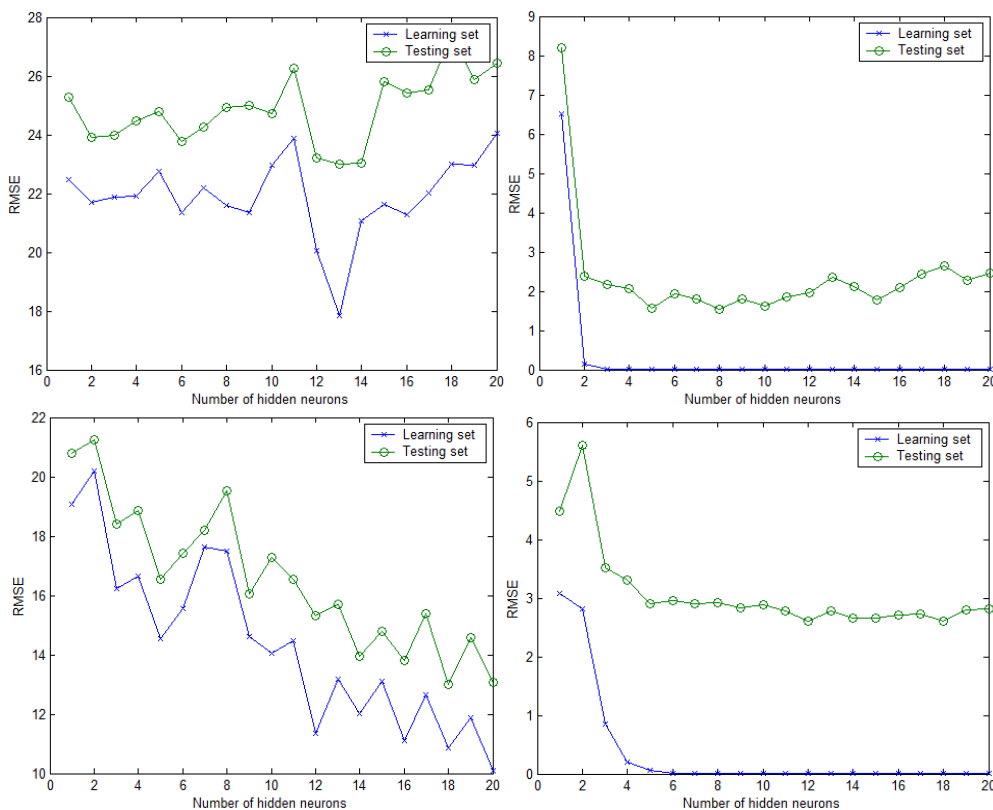 28
26
24
22
20
18
16
RMSE
Learning set
Testing set
0 2 4 6 8 10 12 14 16 18 20
Number of hidden neurons
9
8
7
6
5
4
3
2
1
0
RMSE
Learning set
Testing set
0 2 4 6 8 10 12 14 16 18 20
Number of hidden neurons
22
20
18
16
14
12
10
RMSE
Learning set
Testing set
0 2 4 6 8 10 12 14 16 18 20
Number of hidden neurons
6
5
4
3
2
1
0
RMSE
Learning set
Testing set
0 2 4 6 8 10 12 14 16 18 20
Number of hidden neurons